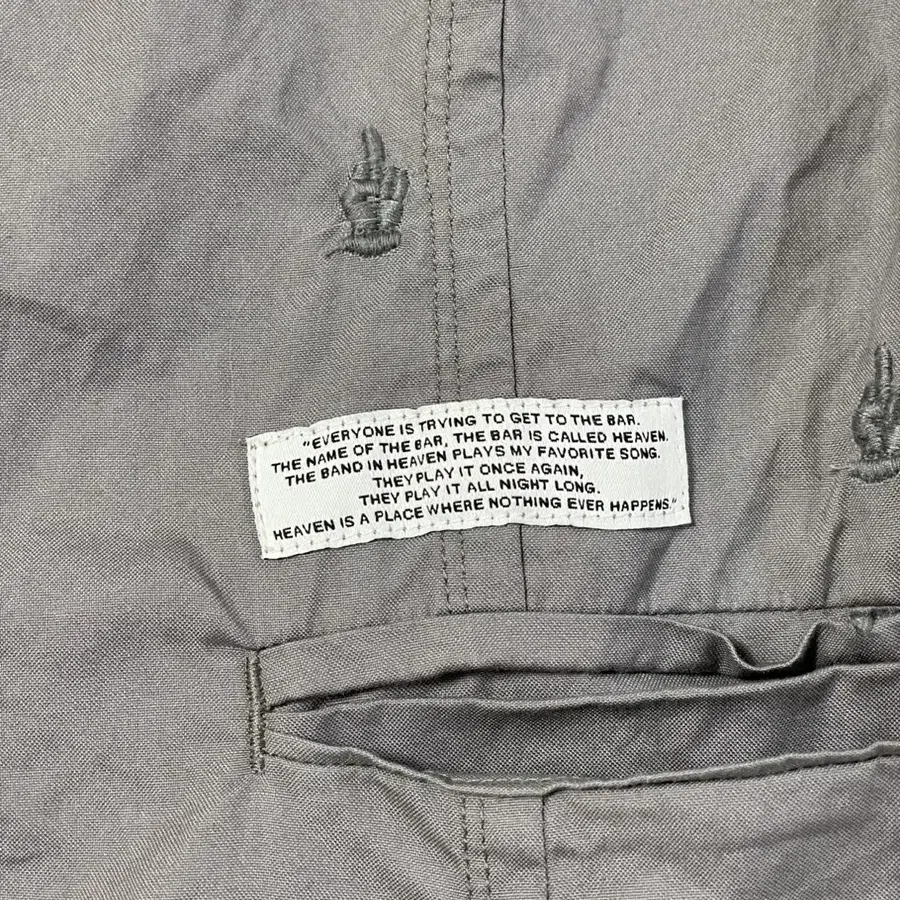 "EVERYONE IS TRYING TO GET TO THE BAR.
THE NAME OF THE BAR, THE BAR IS CALLED HEAVEN.
THE BAND IN HEAVEN PLAYS MY FAVORITE SONG.
THEY PLAY IT ONCE AGAIN,
THEY PLAY IT ALL NIGHT LONG.
HEAVEN IS A PLACE WHERE NOTHING EVER HAPPENS."